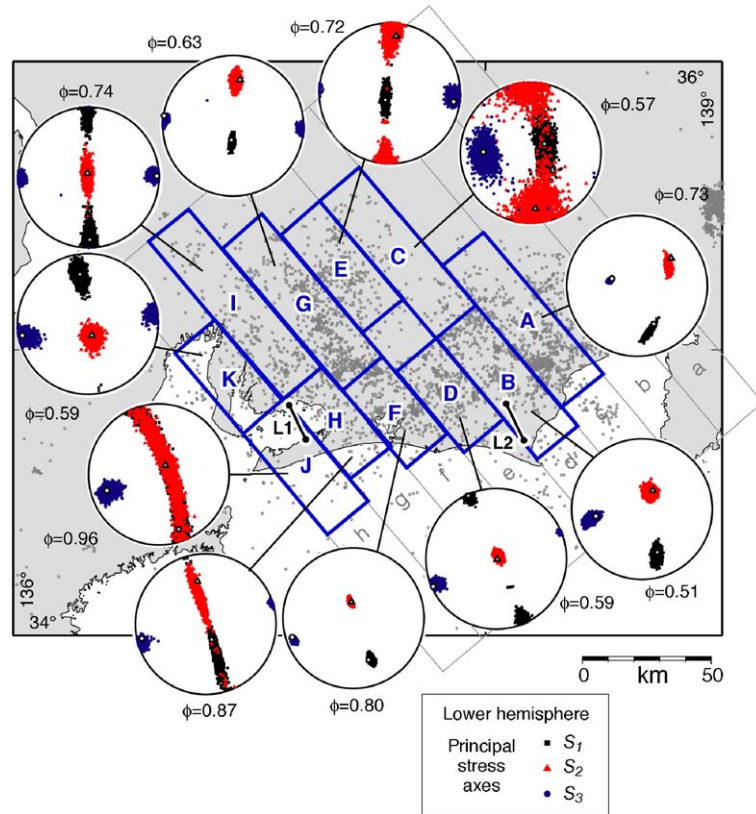 ϕ=0.72
ϕ=0.63
36°
139°
ϕ=0.74
ϕ=0.57
ϕ=0.73
C
E
I
G
A
b
a
K
c
D
B
ϕ=0.59
L1
H
F
L2
J
d
e
f
g
h
ϕ=0.96
136°
34°
ϕ=0.51
ϕ=0.59
ϕ=0.87
ϕ=0.80
0 km 50
Lower hemisphere
Principal
stress
axes
S1
S2
S3